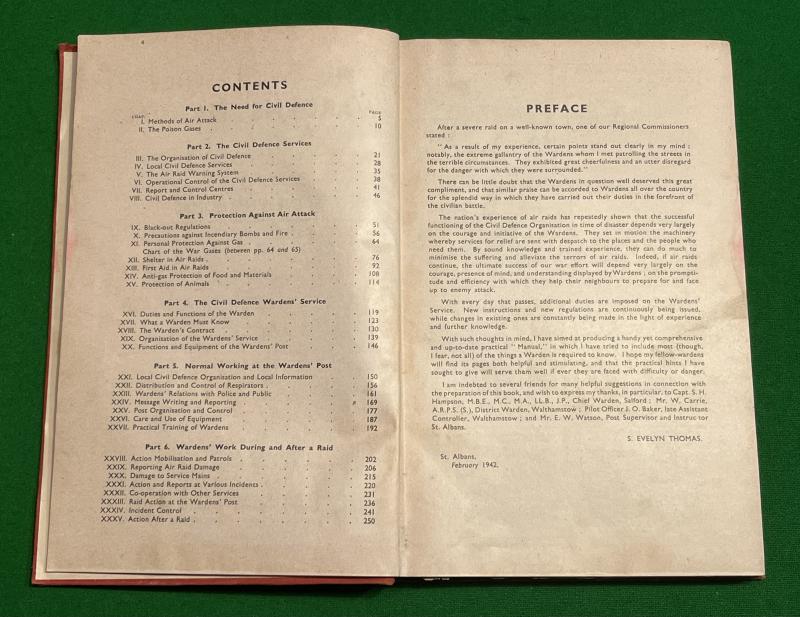 CONTENTS
Part 1. The Need for Civil Defence
CHAP. PAGE
I. Methods of Air Attack 5
II. The Poison Gases 10
Part 2. The Civil Defence Services
III. The Organisation of Civil Defence 21
IV. Local Civil Defence Services 28
V. The Air Raid Warning System 35
VI. Operational Control of the Civil Defence Services 38
VII. Report and Control Centres 41
VIII. Civil Defence in Industry 46
Part 3. Protection Against Air Attack
IX. Black-out Regulations 51
X. Precautions against Incendiary Bombs and Fire 56
XI. Personal Protection Against Gas 64
Chart of the War Gases (between pp. 64 and 65)
XII. Shelter in Air Raids 76
XIII. First Aid in Air Raids 92
XIV. Anti-gas Protection of Food and Materials 108
XV. Protection of Animals 114
Part 4. The Civil Defence Wardens' Service
XVI. Duties and Functions of the Warden 119
XVII. What a Warden Must Know 123
XVIII. The Warden's Contract 130
XIX. Organisation of the Wardens' Service 139
XX. Functions and Equipment of the Wardens' Post 146
Part 5. Normal Working at the Wardens' Post
XXI. Local Civil Defence Organisation and Local Information 150
XXII. Distribution and Control of Respirators 156
XXIII. Wardens' Relations with Police and Public 161
XXIV. Message Writing and Reporting 169
XXV. Post Organisation and Control 177
XXVI. Care and Use of Equipment 187
XXVII. Practical Training of Wardens 192
Part 6. Wardens' Work During and After a Raid
XXVIII. Action Mobilisation and Patrols 202
XXIX. Reporting Air Raid Damage 206
XXX. Damage to Service Mains 215
XXXI. Action and Reports at Various Incidents 220
XXXII. Co-operation with Other Services 231
XXXIII. Raid Action at the Wardens' Post 236
XXXIV. Incident Control 241
XXXV. Action After a Raid 250
PREFACE
After a severe raid on a well-known town, one of our Regional Commissioners
stated :
" As a result of my experience, certain points stand out clearly in my mind ;
notably, the extreme gallantry of the Wardens whom I met patrolling the streets in
the terrible circumstances. They exhibited great cheerfulness and an utter disregard
for the danger with which they were surrounded."
There can be little doubt that the Wardens in question well deserved this great
compliment, and that similar praise can be accorded to Wardens all over the country
for the splendid way in which they have carried out their duties in the forefront of
the civilian battle.
The nation's experience of air raids has repeatedly shown that the successful
functioning of the Civil Defence Organisation in time of disaster depends very largely
on the courage and initiative of the Wardens. They set in motion the machinery
whereby services for relief are sent with despatch to the places and the people who
need them. By sound knowledge and trained experience, they can do much to
minimise the suffering and alleviate the terrors of air raids. Indeed, if air raids
continue, the ultimate success of our war effort will depend very largely on the
courage, presence of mind, and understanding displayed by Wardens ; on the prompti-
tude and efficiency with which they help their neighbours to prepare for and face
up to enemy attack.
With every day that passes, additional duties are imposed on the Wardens'
Service. New instructions and new regulations are continually being issued,
while changes in existing ones are constantly being made in the light of experience
and further knowledge.
With such thoughts in mind, I have aimed at producing a handy yet comprehensive
and up-to-date practical " Manual," in which I have tried to include most (though,
I fear, not all) of the things a Warden is required to know. I hope my fellow-wardens
will find its pages both helpful and stimulating, and that the practical hints I have
sought to give will serve them well if ever they are faced with difficulty or danger.
I am indebted to several friends for many helpful suggestions in connection with
the preparation of this book, and wish to express my thanks, in particular, to Capt. S. H.
Hampson, M.B.E., M.C., M.A., LL.B., J.P., Chief Warden, Salford ; Mr. W. Carrie,
A.R.P.S. (S.), District Warden, Walthamstow ; Pilot Officer J. O. Baker, late Assistant
Controller, Walthamstow ; and Mr. E. W. Watson, Post Supervisor and Instructor
St. Albans.
S. EVELYN THOMAS.
St. Albans,
February 1942.